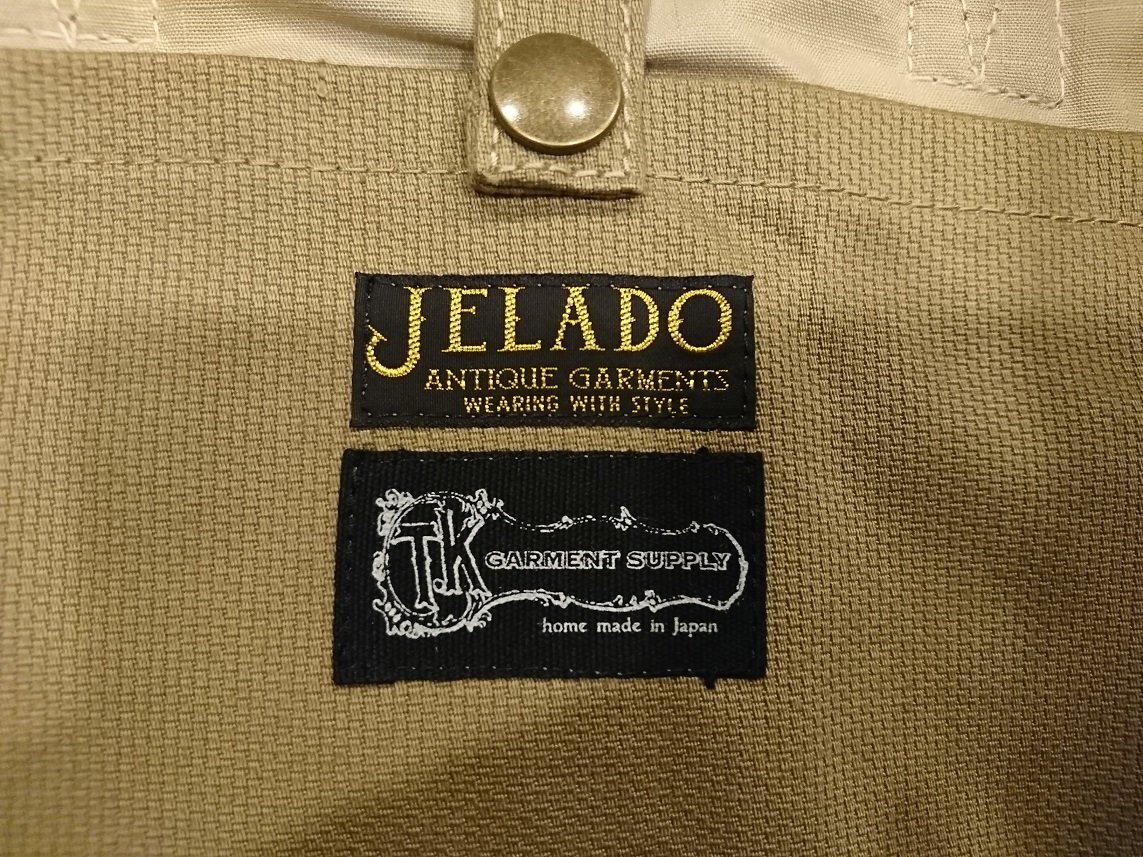 JELADO
ANTIQUE GARMENTS
WEARING WITH STYLE
T.K
GARMENT SUPPLY
home made in Japan